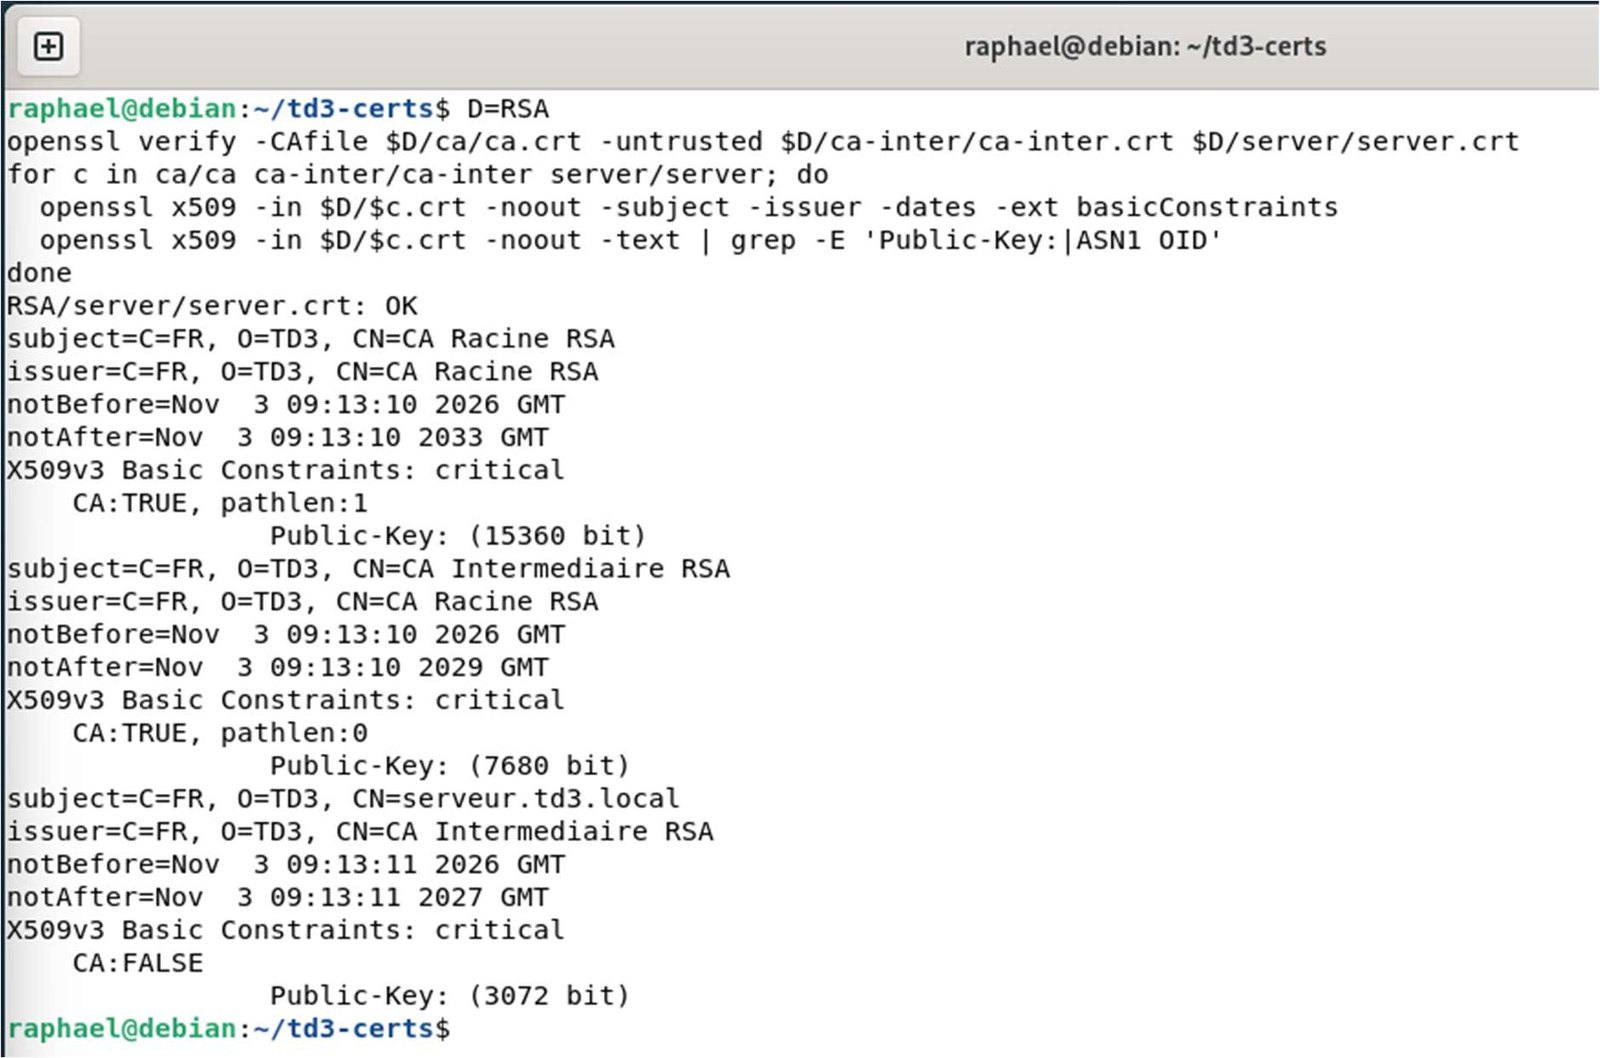 raphael@debian: ~/td3-certs
raphael@debian:~/td3-certs$ D=RSA
openssl verify -CAfile $D/ca/ca.crt -untrusted $D/ca-inter/ca-inter.crt $D/server/server.crt
for c in ca/ca ca-inter/ca-inter server/server; do
  openssl x509 -in $D/$c.crt -noout -subject -issuer -dates -ext basicConstraints
  openssl x509 -in $D/$c.crt -noout -text | grep -E 'Public-Key:|ASN1 OID'
done
RSA/server/server.crt: OK
subject=C=FR, O=TD3, CN=CA Racine RSA
issuer=C=FR, O=TD3, CN=CA Racine RSA
notBefore=Nov  3 09:13:10 2026 GMT
notAfter=Nov  3 09:13:10 2033 GMT
X509v3 Basic Constraints: critical
    CA:TRUE, pathlen:1
                Public-Key: (15360 bit)
subject=C=FR, O=TD3, CN=CA Intermediaire RSA
issuer=C=FR, O=TD3, CN=CA Racine RSA
notBefore=Nov  3 09:13:10 2026 GMT
notAfter=Nov  3 09:13:10 2029 GMT
X509v3 Basic Constraints: critical
    CA:TRUE, pathlen:0
                Public-Key: (7680 bit)
subject=C=FR, O=TD3, CN=serveur.td3.local
issuer=C=FR, O=TD3, CN=CA Intermediaire RSA
notBefore=Nov  3 09:13:11 2026 GMT
notAfter=Nov  3 09:13:11 2027 GMT
X509v3 Basic Constraints: critical
    CA:FALSE
                Public-Key: (3072 bit)
raphael@debian:~/td3-certs$